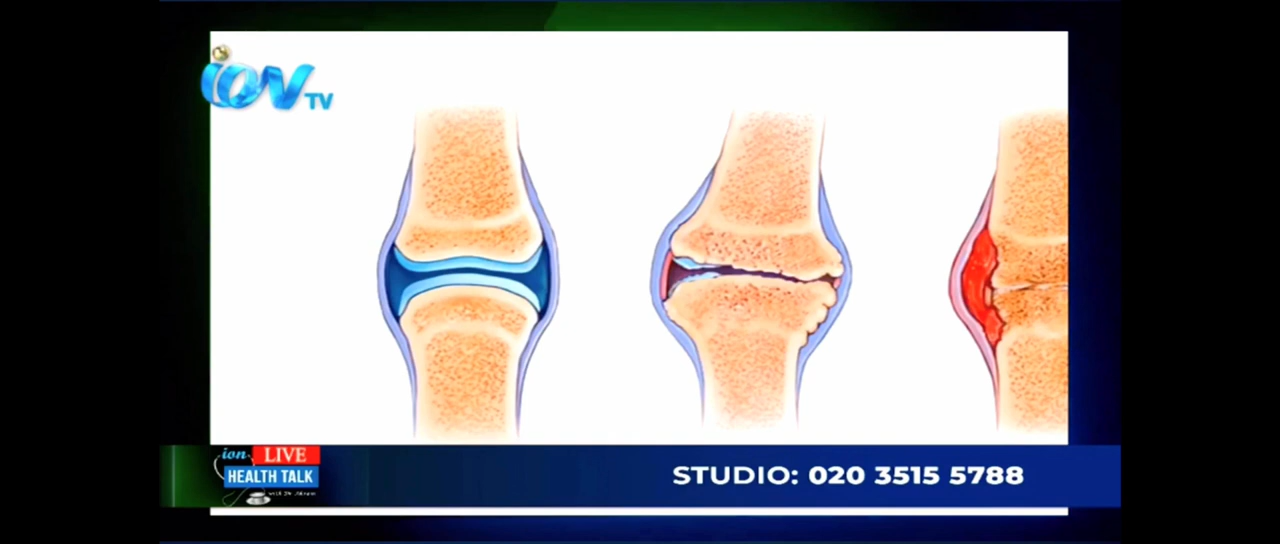 ion TV
ion LIVE
HEALTH TALK
STUDIO: 020 3515 5788